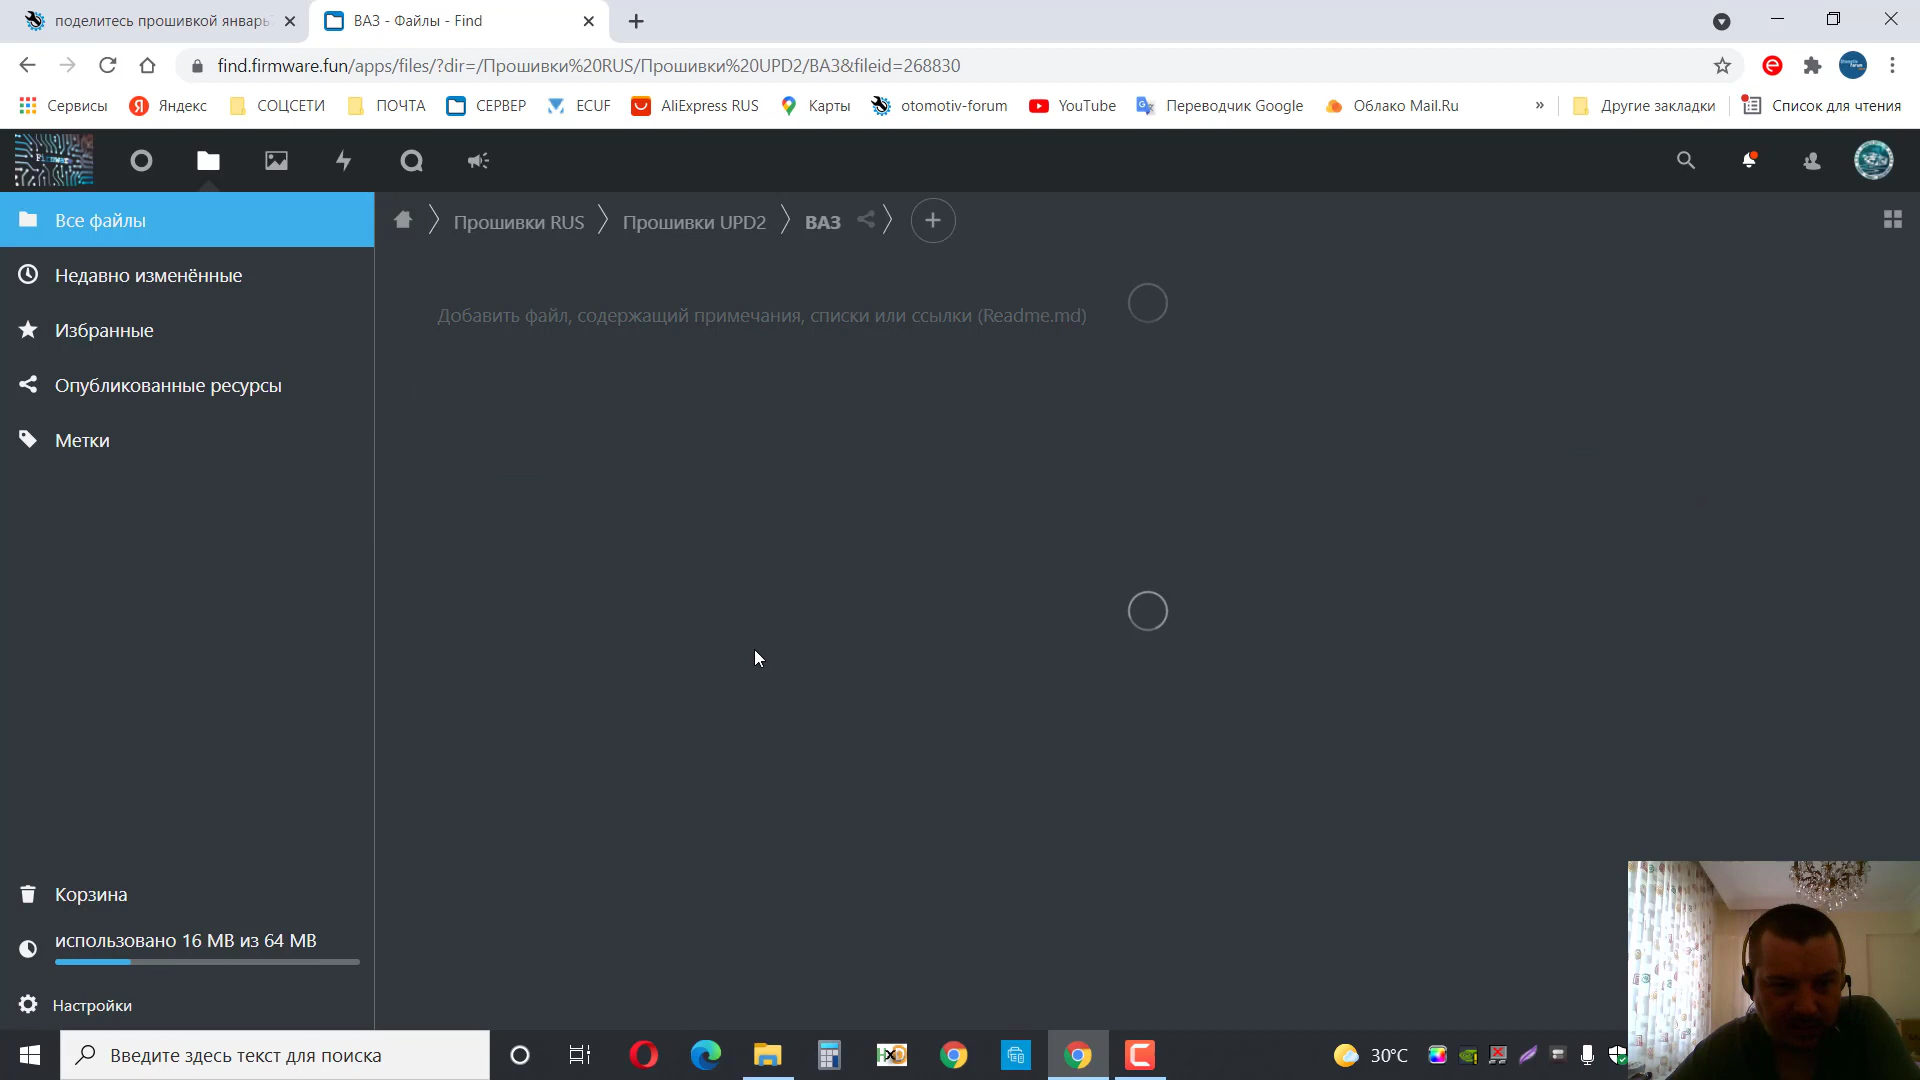 поделитесь прошивкой январь
ВАЗ - Файлы - Find
find.firmware.fun/apps/files/?dir=/Прошивки%20RUS/Прошивки%20UPD2/ВАЗ&fileid=268830
Сервисы
Яндекс
СОЦСЕТИ
ПОЧТА
СЕРВЕР
ECUF
AliExpress RUS
Карты
otomotiv-forum
YouTube
Переводчик Google
Облако Mail.Ru
»
Другие закладки
Список для чтения
Все файлы
Прошивки RUS
Прошивки UPD2
ВАЗ
Недавно изменённые
Добавить файл, содержащий примечания, списки или ссылки (Readme.md)
Избранные
Опубликованные ресурсы
Метки
Корзина
использовано 16 MB из 64 MB
Настройки
Введите здесь текст для поиска
30°C